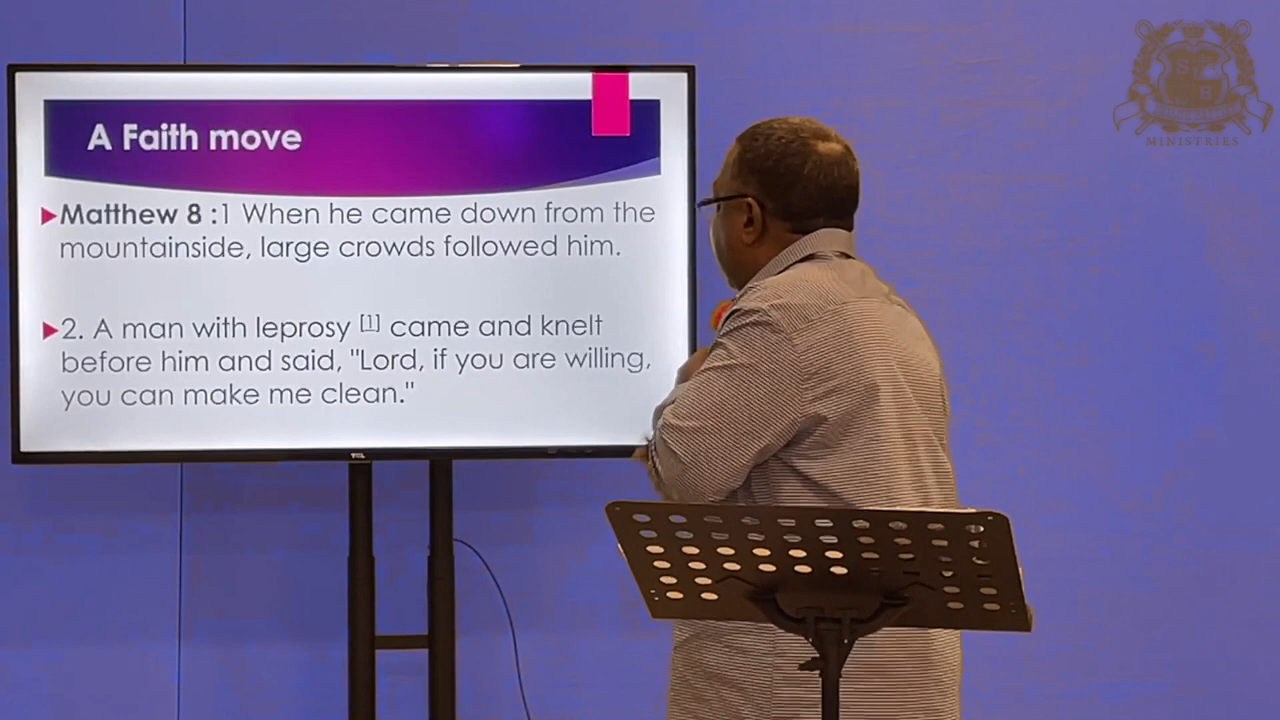 A Faith move
Matthew 8 :1 When he came down from the
mountainside, large crowds followed him.
2. A man with leprosy [1] came and knelt
before him and said, "Lord, if you are willing,
you can make me clean."
TCL
MINISTRIES